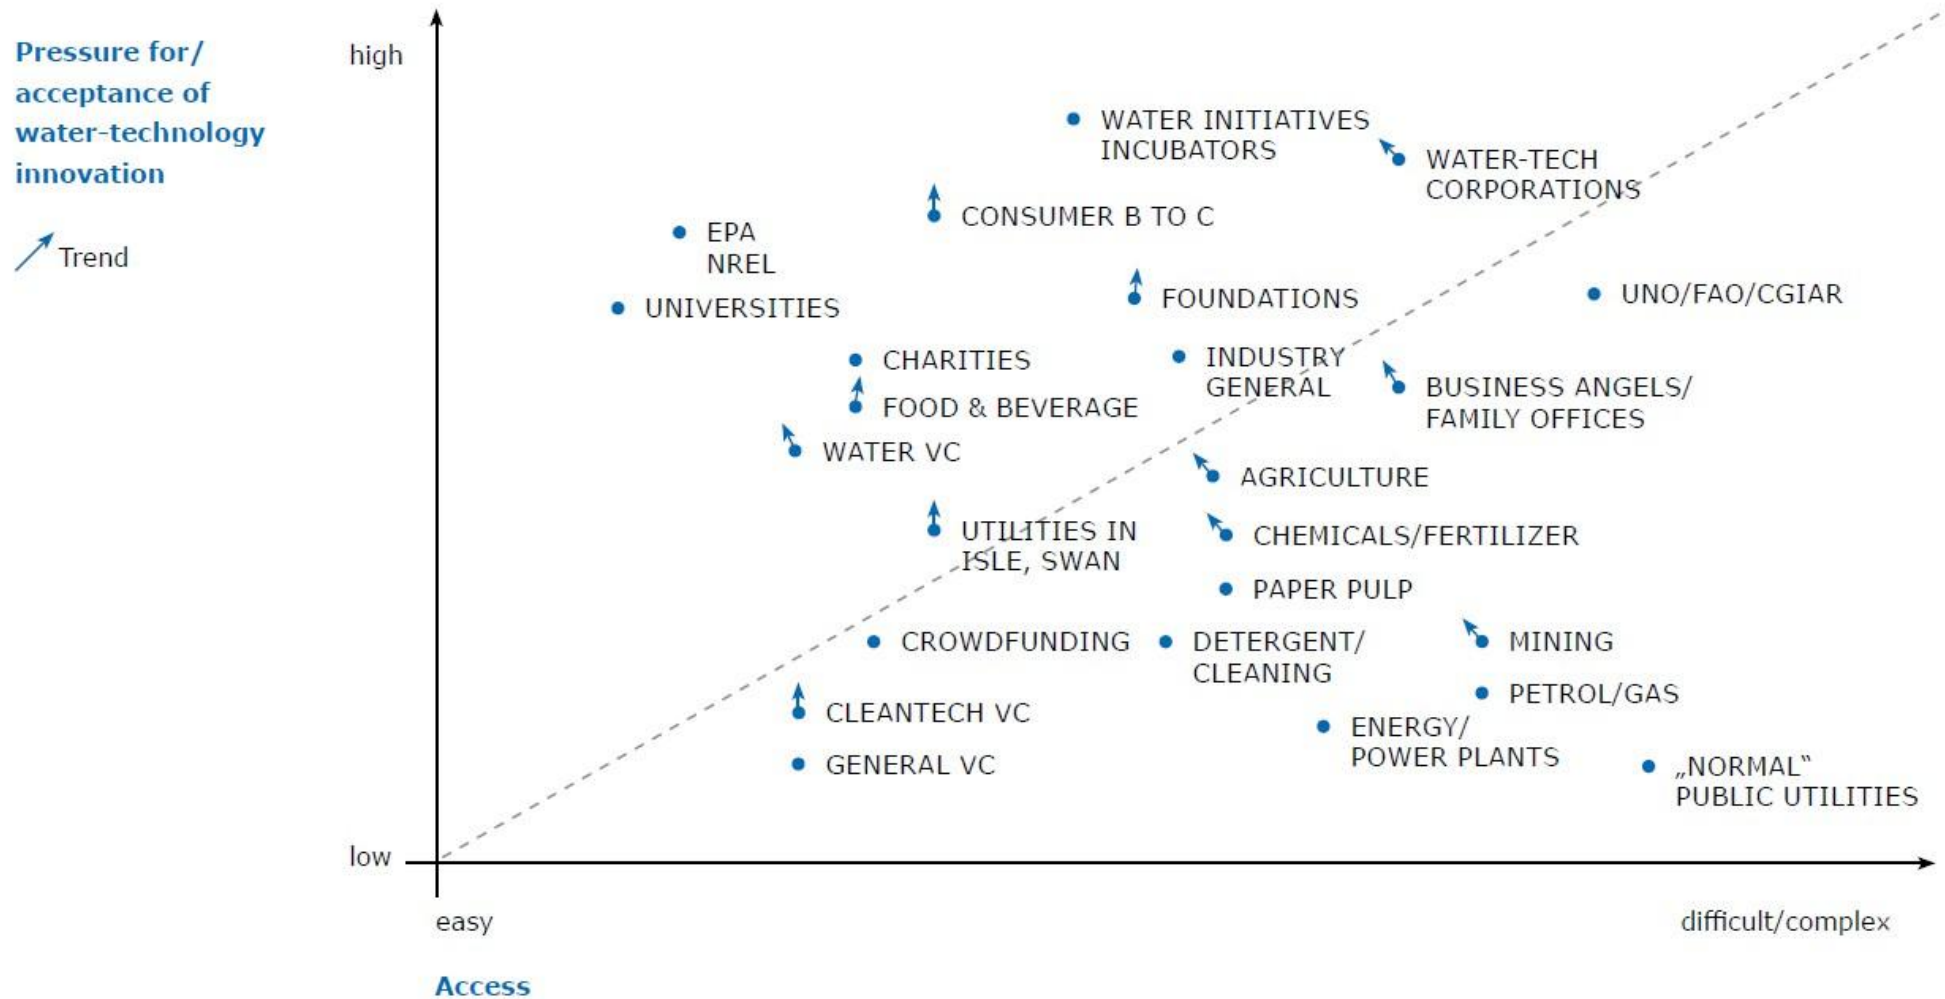 Pressure for/
acceptance of
water-technology
innovation
Trend
high
low
WATER INITIATIVES
INCUBATORS
WATER-TECH
CORPORATIONS
CONSUMER B TO C
EPA
NREL
UNIVERSITIES
FOUNDATIONS
UNO/FAO/CGIAR
CHARITIES
INDUSTRY
GENERAL
BUSINESS ANGELS/
FAMILY OFFICES
FOOD & BEVERAGE
WATER VC
AGRICULTURE
UTILITIES IN
ISLE, SWAN
CHEMICALS/FERTILIZER
PAPER PULP
CROWDFUNDING
DETERGENT/
CLEANING
MINING
PETROL/GAS
CLEANTECH VC
ENERGY/
POWER PLANTS
GENERAL VC
„NORMAL“
PUBLIC UTILITIES
easy
difficult/complex
Access